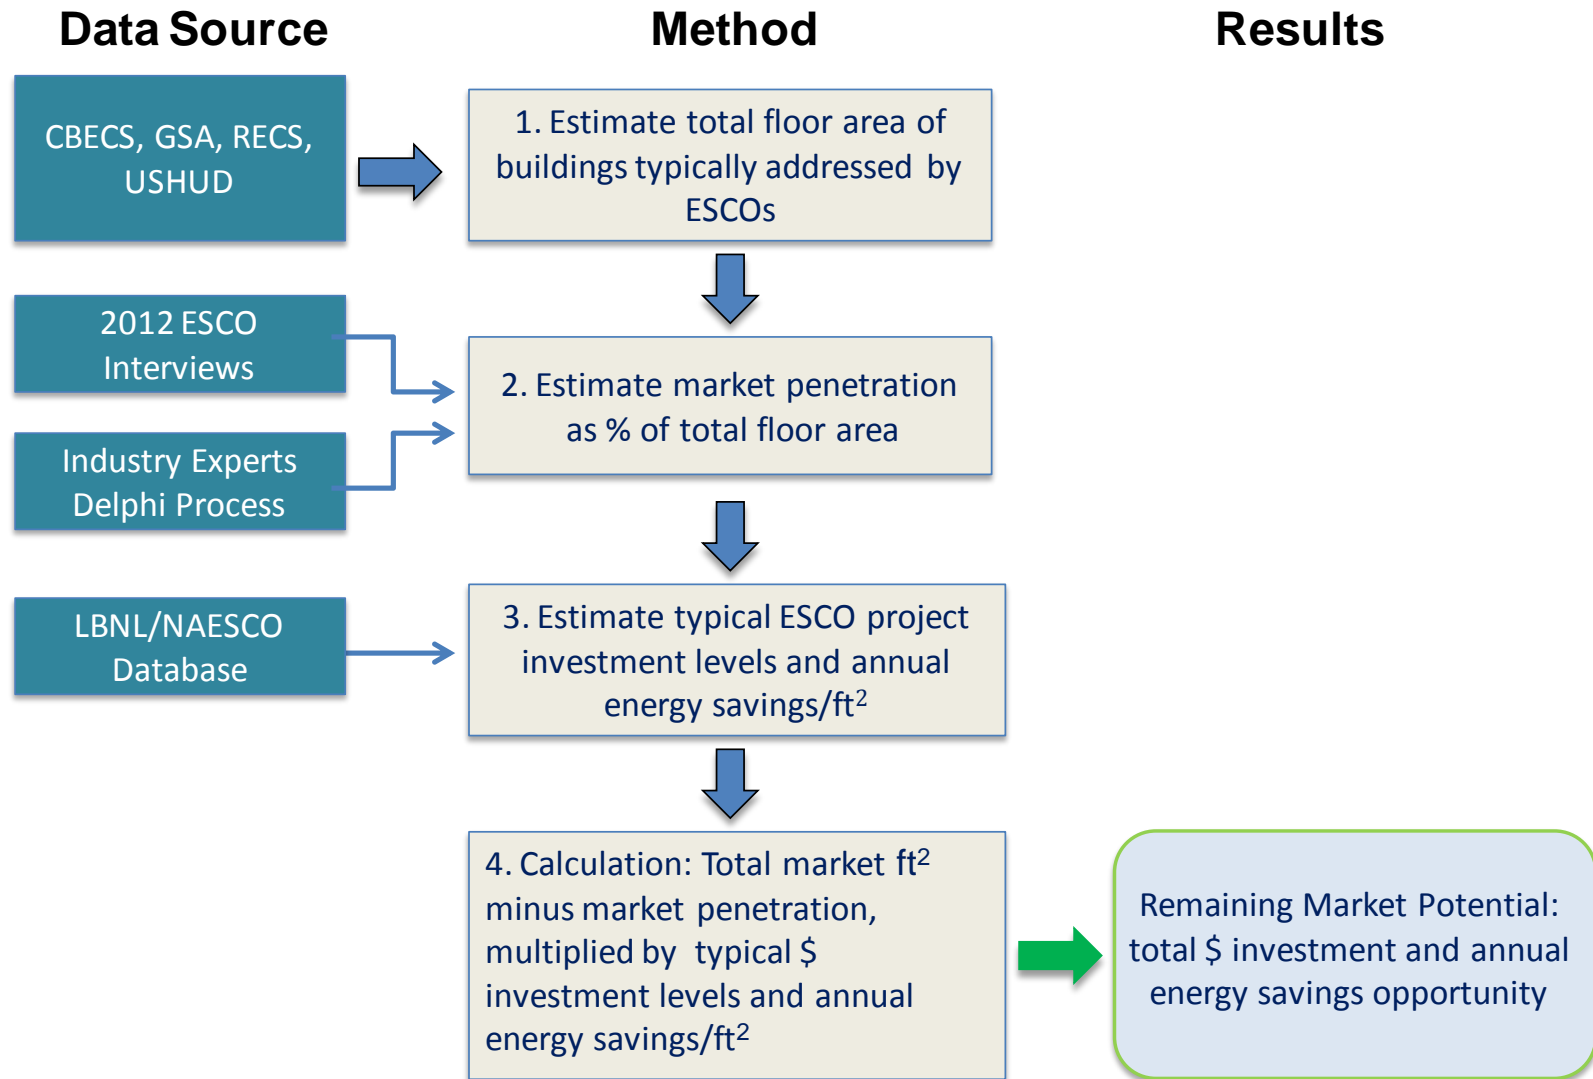 Data Source
Method
Results
CBECS, GSA, RECS,
USHUD
1. Estimate total floor area of
buildings typically addressed by
ESCOs
2012 ESCO
Interviews
2. Estimate market penetration
as % of total floor area
Industry Experts
Delphi Process
LBNL/NAESCO
Database
3. Estimate typical ESCO project
investment levels and annual
energy savings/ft²
4. Calculation: Total market ft²
minus market penetration,
multiplied by typical $
investment levels and annual
energy savings/ft²
Remaining Market Potential:
total $ investment and annual
energy savings opportunity